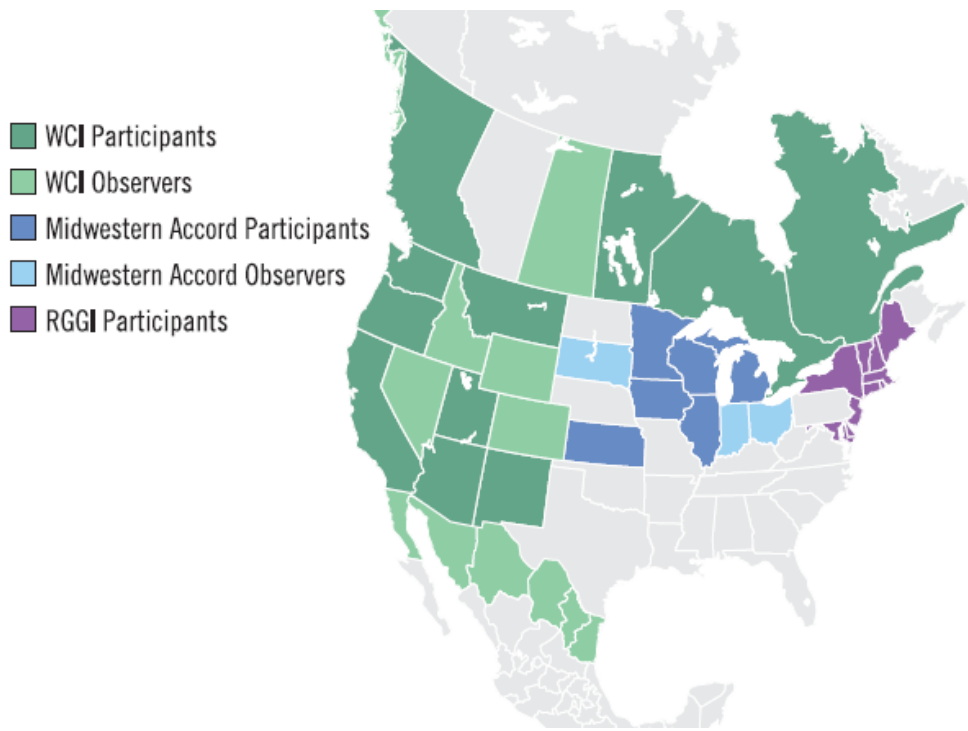 WCI Participants
WCI Observers
Midwestern Accord Participants
Midwestern Accord Observers
RGGI Participants